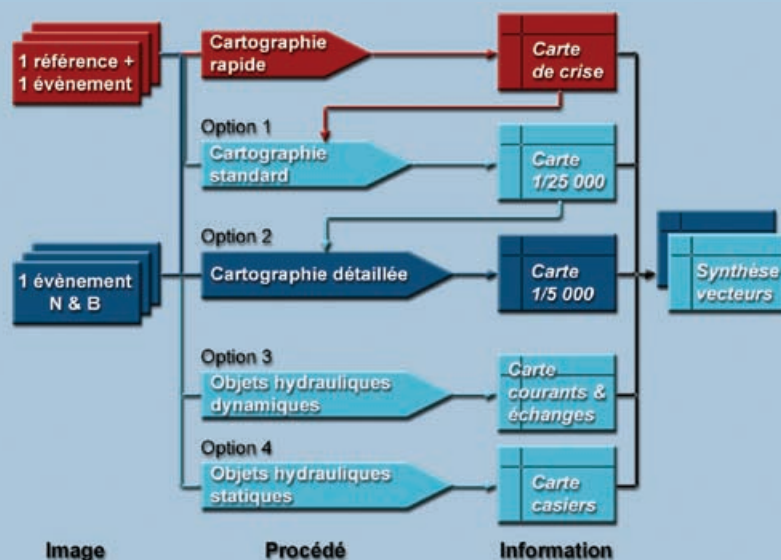 1 référence +
1 évènement
Cartographie
rapide
Carte
de crise
Option 1
Cartographie
standard
Carte
1/25 000
Option 2
1 évènement
N & B
Cartographie détaillée
Carte
1/5 000
Synthèse
vecteurs
Option 3
Objets hydrauliques
dynamiques
Carte
courants &
échanges
Option 4
Objets hydrauliques
statiques
Carte
casiers
Image
Procédé
Information